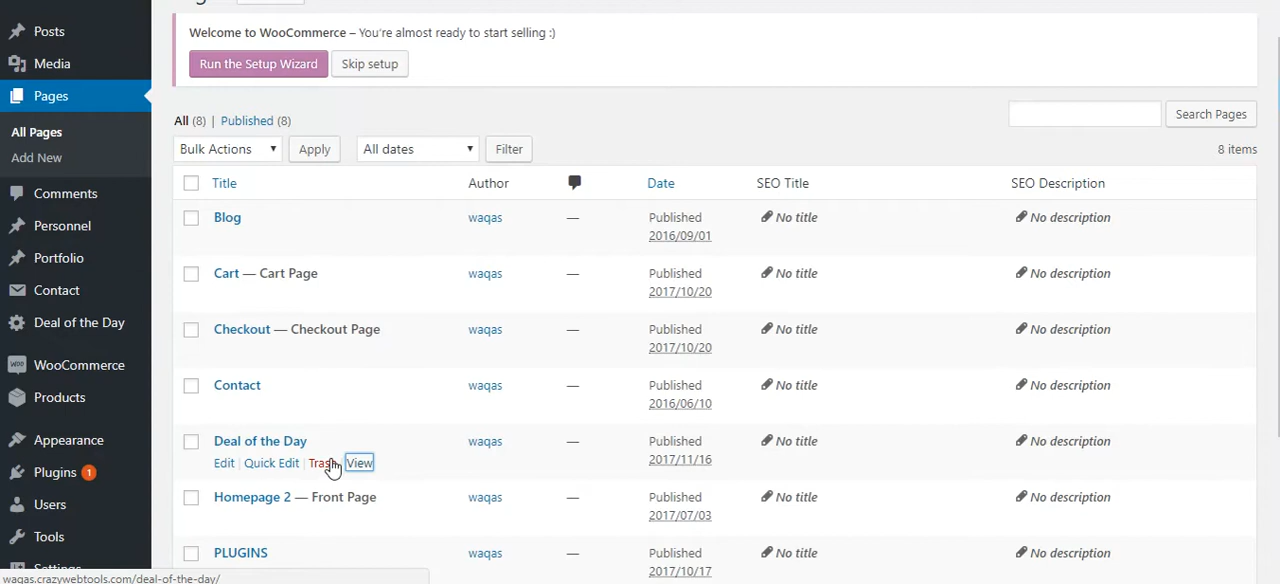 Posts
Media
Pages
All Pages
Add New
Comments
Personnel
Portfolio
Contact
Deal of the Day
WOO WooCommerce
Products
Appearance
Plugins 1
Users
Tools
Welcome to WooCommerce – You're almost ready to start selling :)
Run the Setup Wizard Skip setup
All (8) | Published (8)
Search Pages
Bulk Actions Apply All dates Filter 8 items
Title Author Date SEO Title SEO Description
Blog waqas — Published No title No description
2016/09/01
Cart — Cart Page waqas — Published No title No description
2017/10/20
Checkout — Checkout Page waqas — Published No title No description
2017/10/20
Contact waqas — Published No title No description
2016/06/10
Deal of the Day waqas — Published No title No description
Edit | Quick Edit | Trash | View 2017/11/16
Homepage 2 — Front Page waqas — Published No title No description
2017/07/03
PLUGINS waqas — Published No title No description
2017/10/17
waqas.crazywebtools.com/deal-of-the-day/